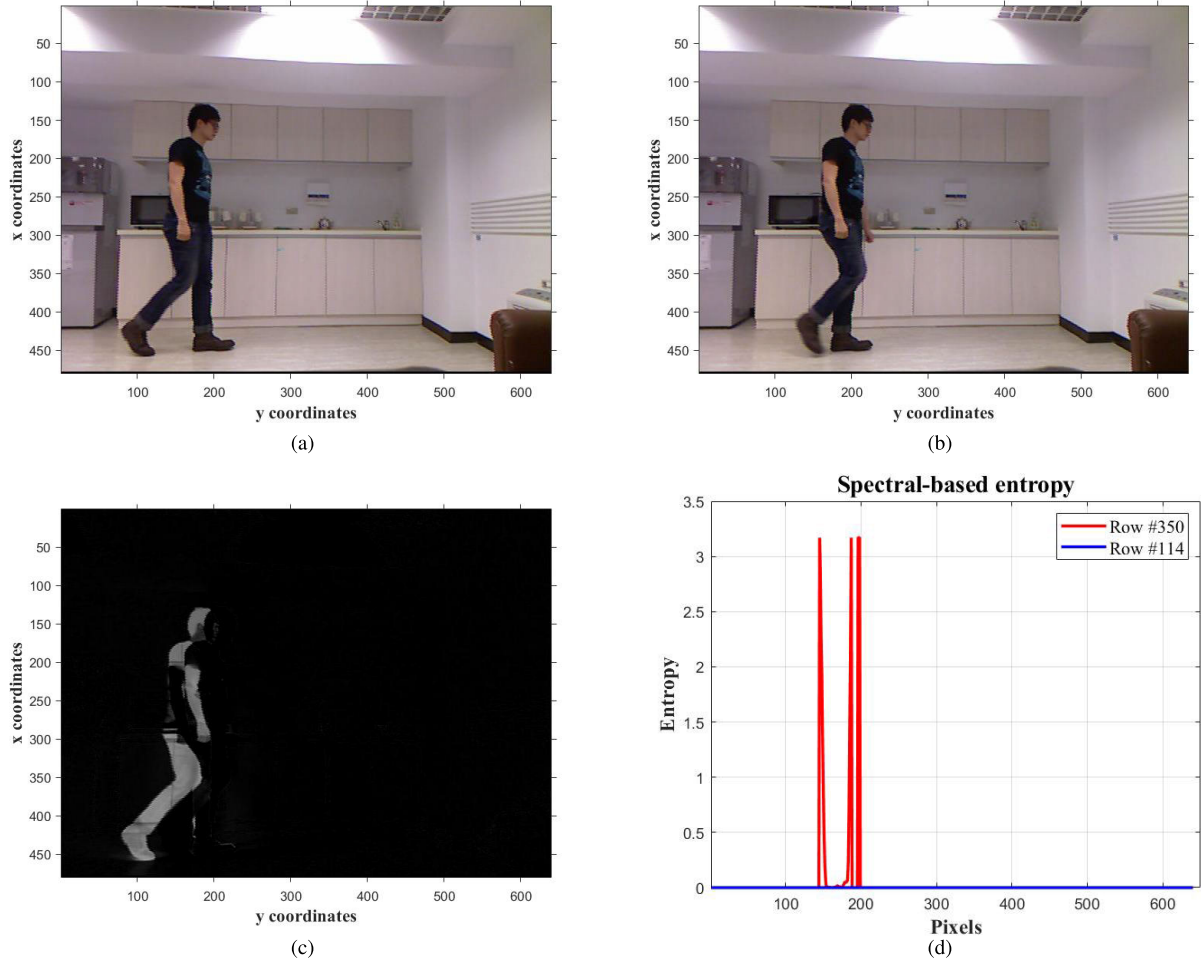 50
100
150
200
250
300
350
400
450
x coordinates
100 200 300 400 500 600
y coordinates
(a)
50
100
150
200
250
300
350
400
450
x coordinates
100 200 300 400 500 600
y coordinates
(b)
50
100
150
200
250
300
350
400
450
x coordinates
100 200 300 400 500 600
y coordinates
(c)
Spectral-based entropy
3.5
3
2.5
2
1.5
1
0.5
0
Entropy
Row #350
Row #114
100 200 300 400 500 600
Pixels
(d)